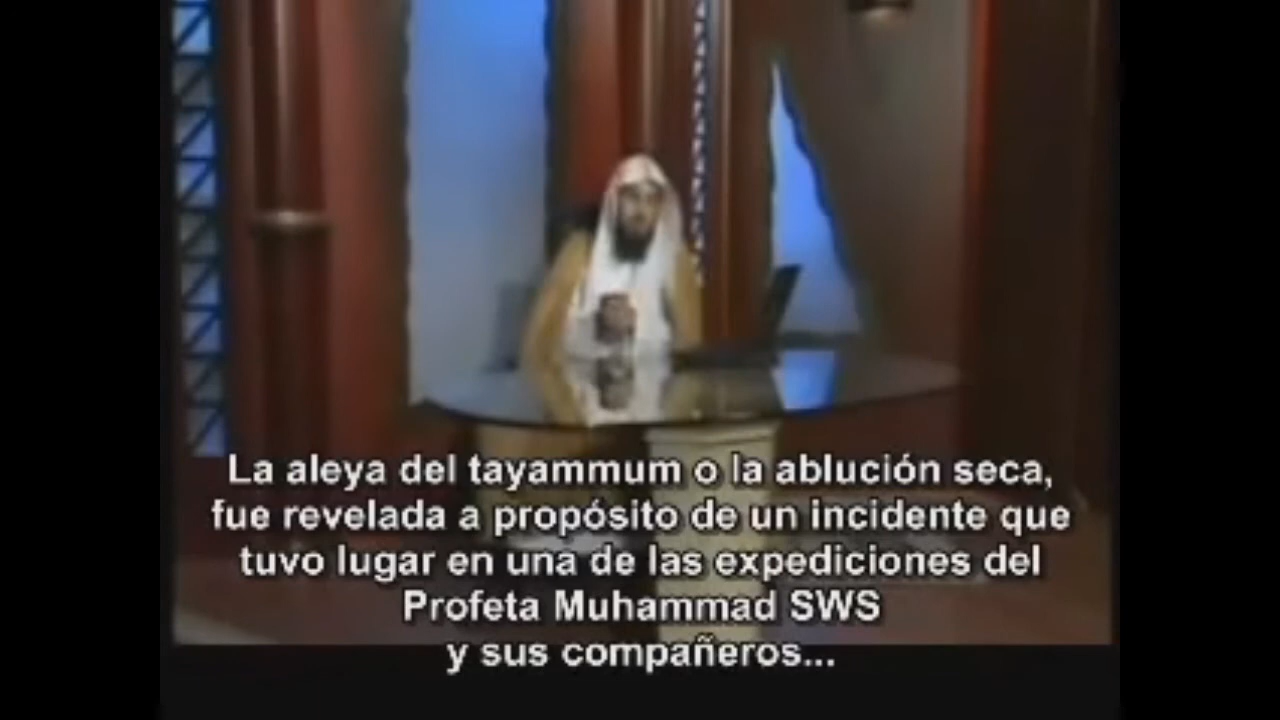 La aleya del tayammum o la ablución seca,
fue revelada a propósito de un incidente que
tuvo lugar en una de las expediciones del
Profeta Muhammad SWS
y sus compañeros...